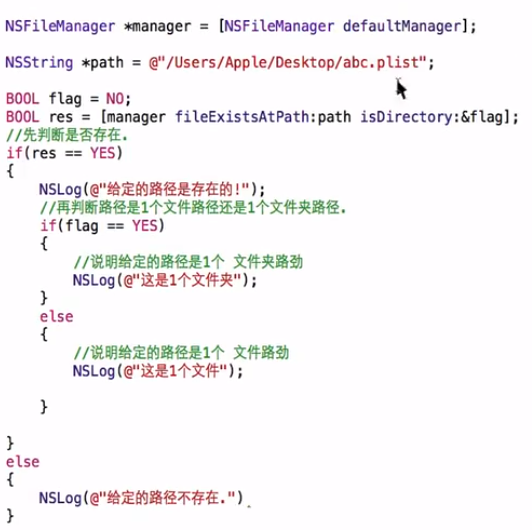 NSFileManager *manager = [NSFileManager defaultManager];
NSString *path = @"/Users/Apple/Desktop/abc.plist";
BOOL flag = NO;
BOOL res = [manager fileExistsAtPath:path isDirectory:&flag];
//先判断是否存在.
if(res == YES)
{
NSLog(@"给定的路径是存在的!");
//再判断路径是1个文件路径还是1个文件夹路径.
if(flag == YES)
{
//说明给定的路径是1个 文件夹路劲
NSLog(@"这是1个文件夹");
}
else
{
//说明给定的路径是1个 文件路劲
NSLog(@"这是1个文件");
}
}
else
{
NSLog(@"给定的路径不存在.")
}